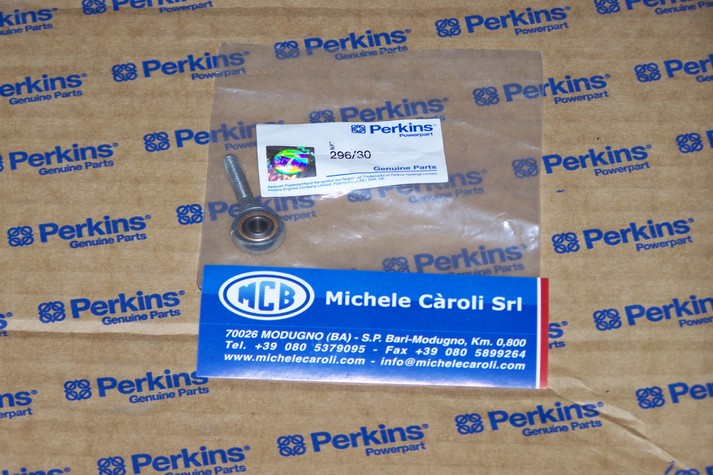 Perkins®
Powerpart
Perkins®
Genuine Parts
Perkins®
Nº*
296/30
Genuine Parts
MCB Michele Càroli Srl
70026 MODUGNO (BA) - S.P. Bari-Modugno, Km. 0,800
Tel. +39 080 5379095 - Fax +39 080 5899264
www.michelecaroli.com - info@michelecaroli.com